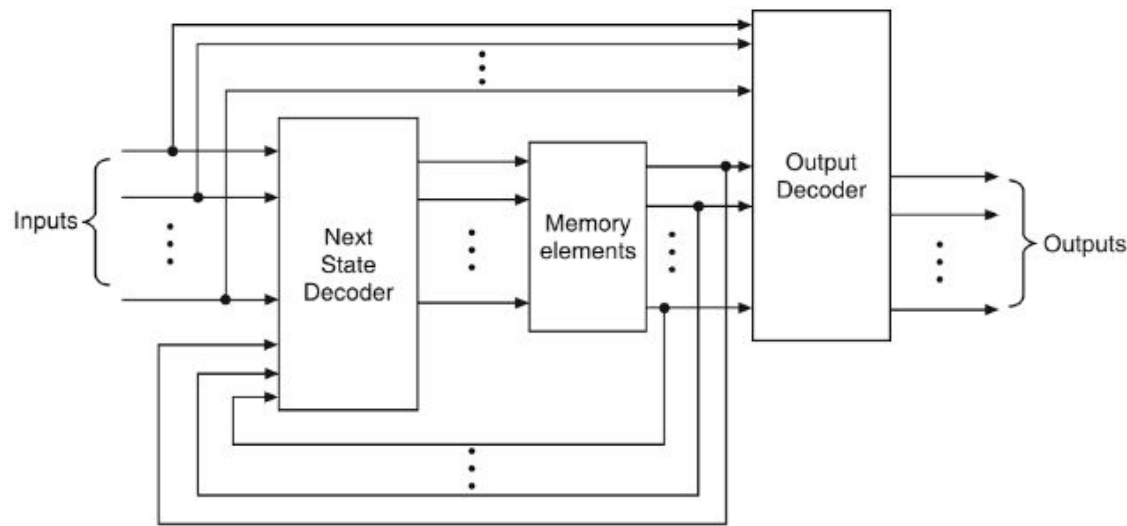 Inputs
Next
State
Decoder
Memory
elements
Output
Decoder
Outputs